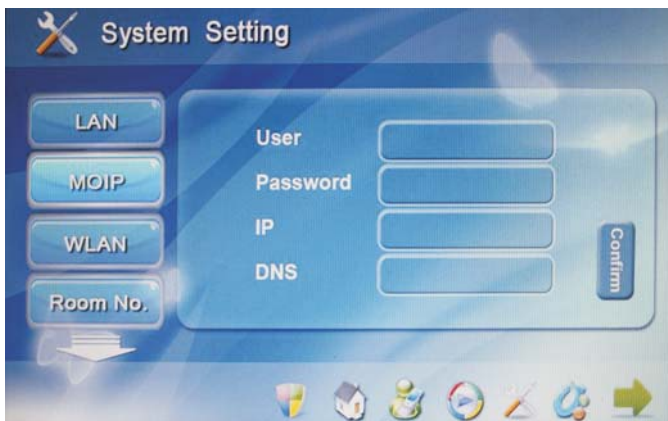 System Setting
LAN
MOIP
WLAN
Room No.
User
Password
IP
DNS
Confirm